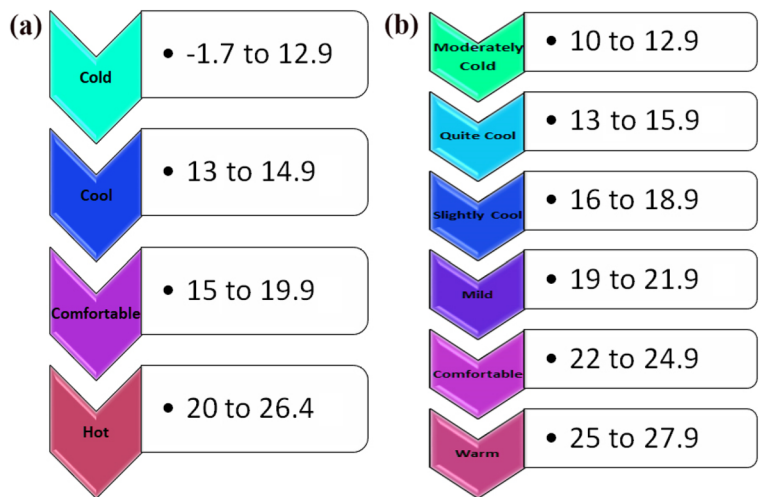 (a)
Cold
• -1.7 to 12.9
Cool
• 13 to 14.9
Comfortable
• 15 to 19.9
Hot
• 20 to 26.4
(b)
Moderately
Cold
• 10 to 12.9
Quite Cool
• 13 to 15.9
Slightly Cool
• 16 to 18.9
Mild
• 19 to 21.9
Comfortable
• 22 to 24.9
Warm
• 25 to 27.9